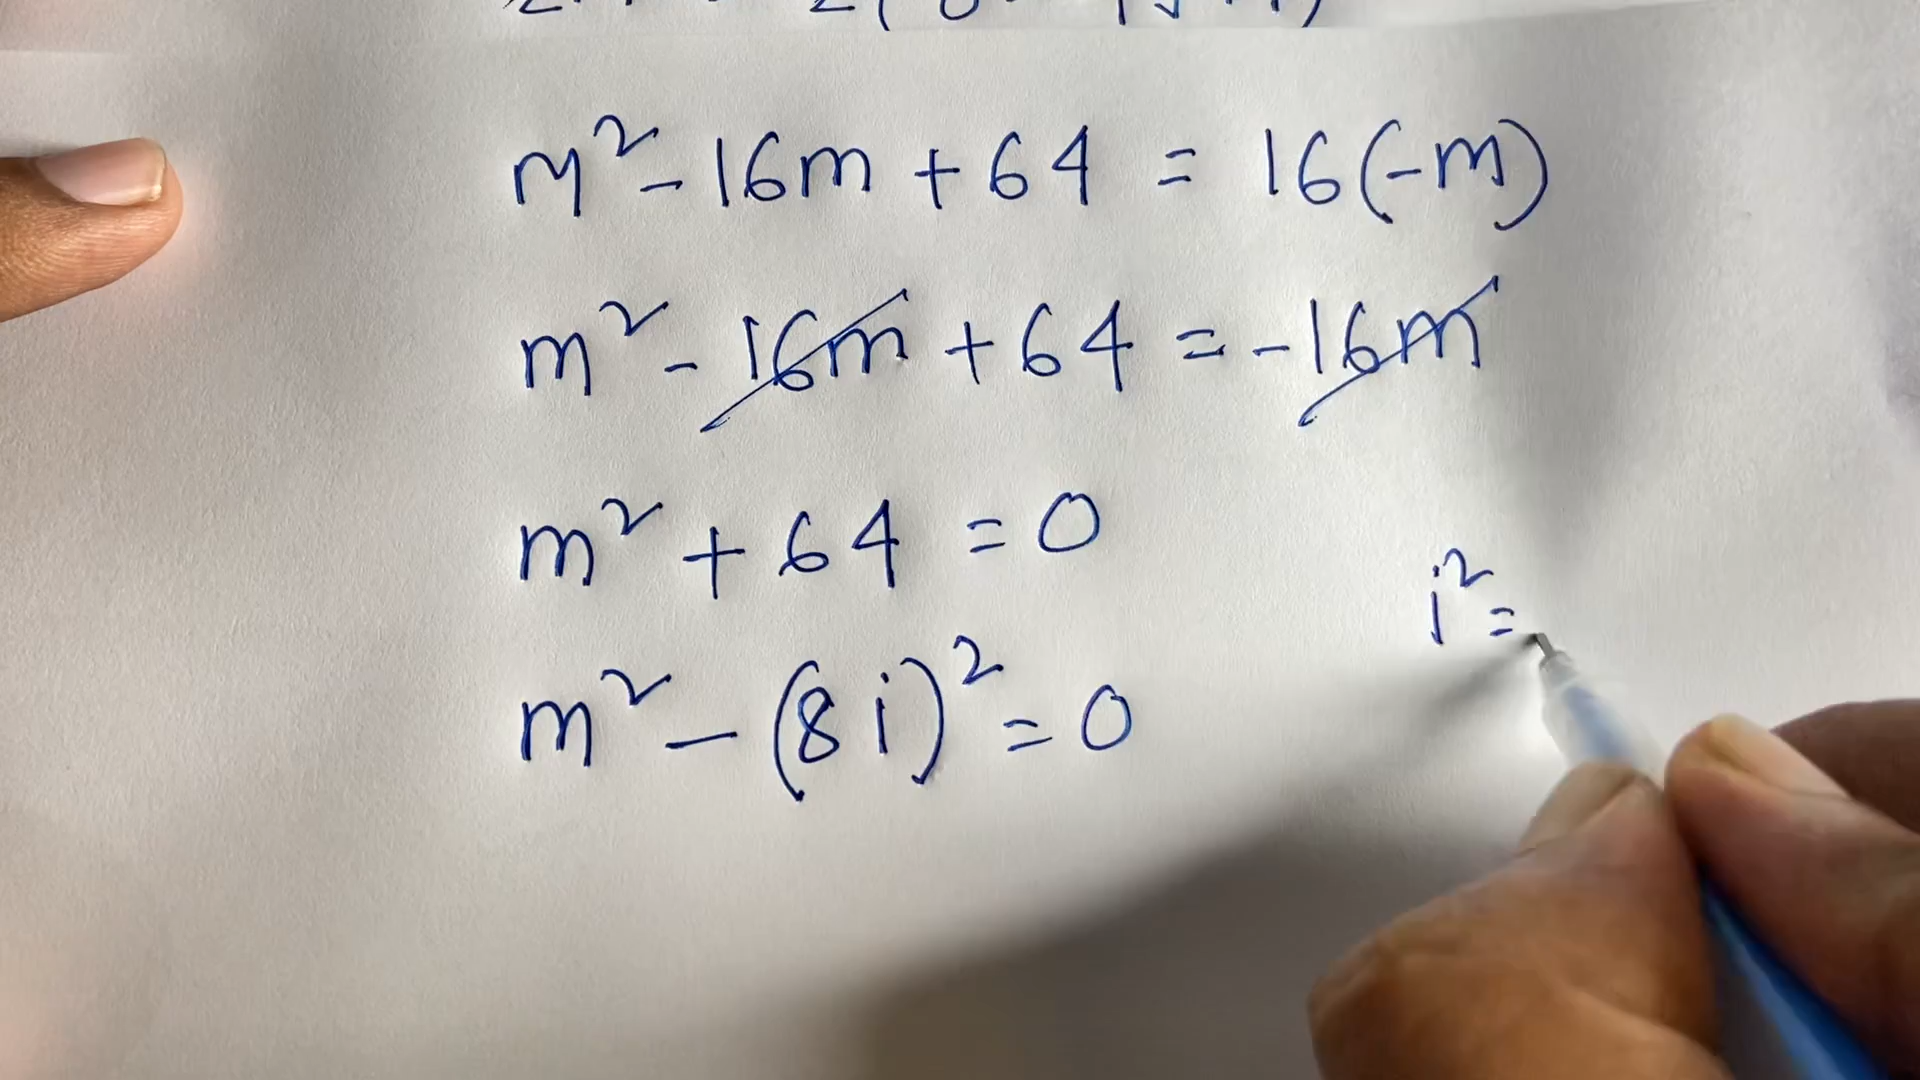 m² - 16m + 64 = 16(-m)
m² - 16m + 64 = -16m
m² + 64 = 0
i² =
m² - (8i)² = 0